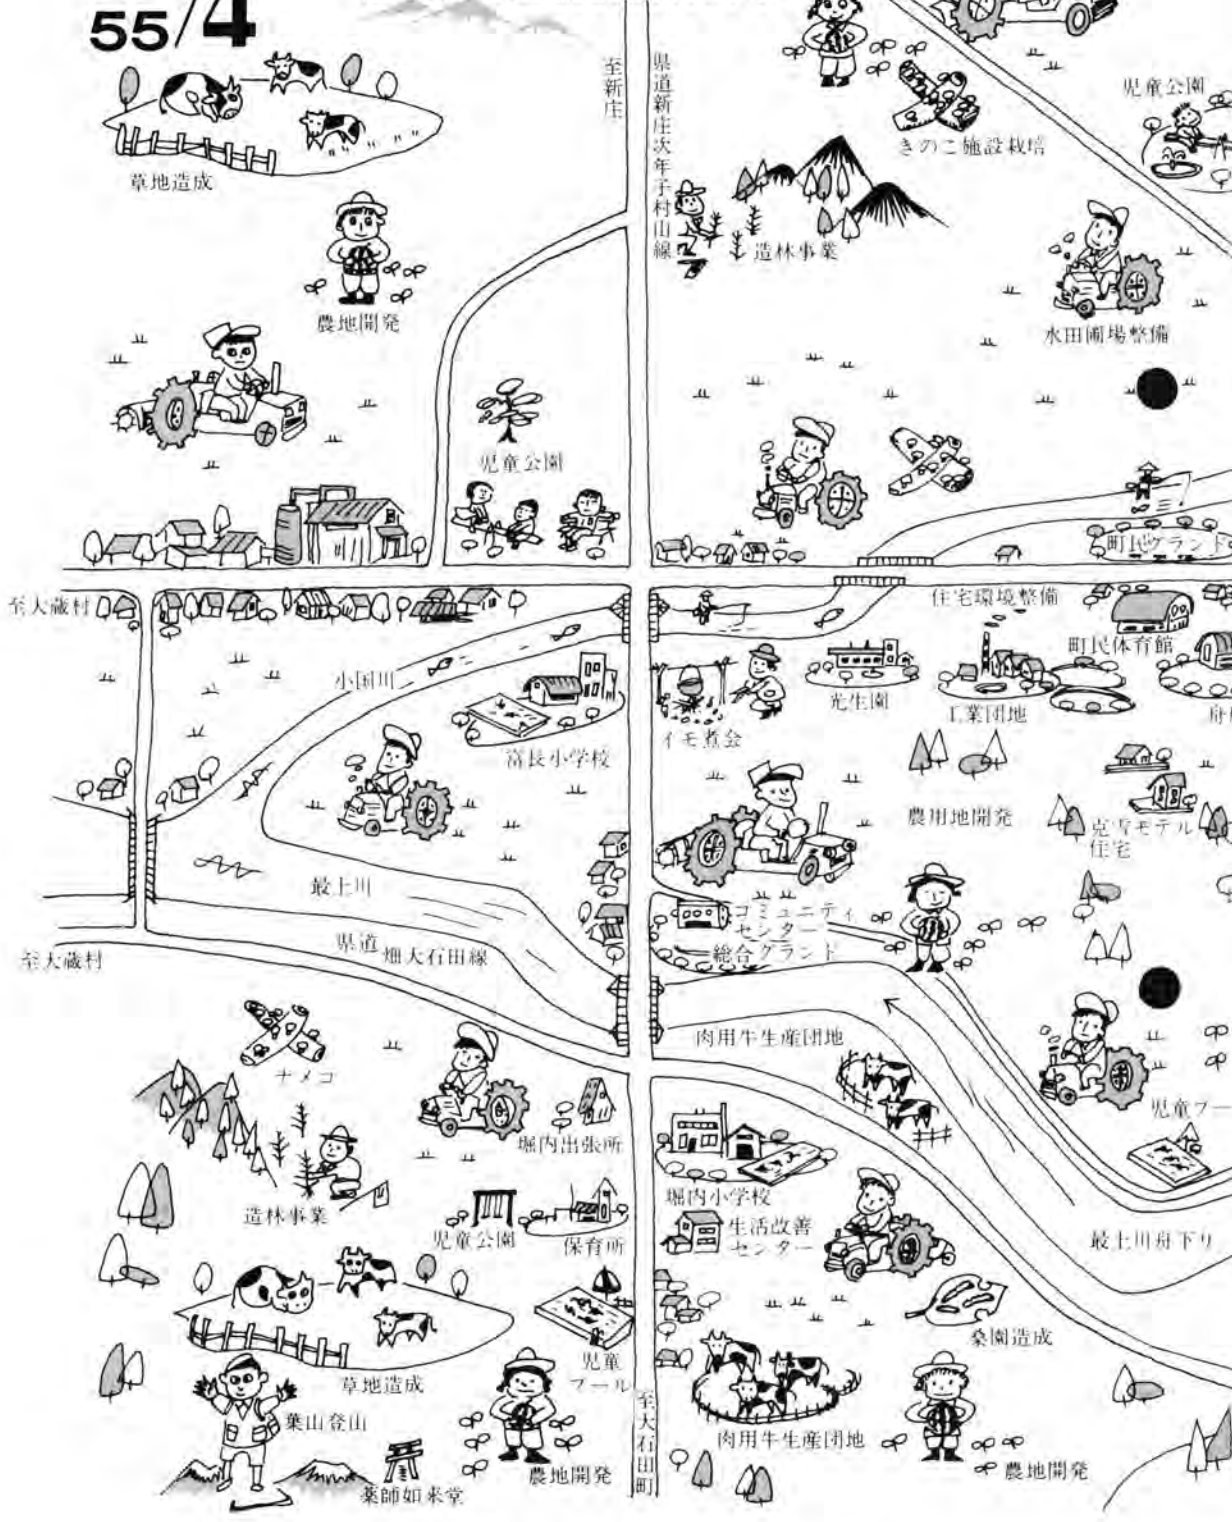 55/4
至新庄
県道新庄次年子村山線
きのこ施設栽培
児童公園
草地造成
造林事業
農地開発
水田圃場整備
児童公園
町民グランド
至大蔵村
住宅環境整備
小国川
町民体育館
光生園
工業団地
舟
イモ煮会
富長小学校
農用地開発
克雪モデル
住宅
最上川
コミュニティ
センター
総合グランド
県道 畑大石田線
至大蔵村
肉用牛生産団地
ナメコ
児童プー
堀内出張所
造林事業
児童公園
保育所
堀内小学校
生活改善
センター
最上川舟下り
桑園造成
草地造成
児童
プール
葉山登山
至大石田町
肉用牛生産団地
農地開発
農地開発
薬師如来堂